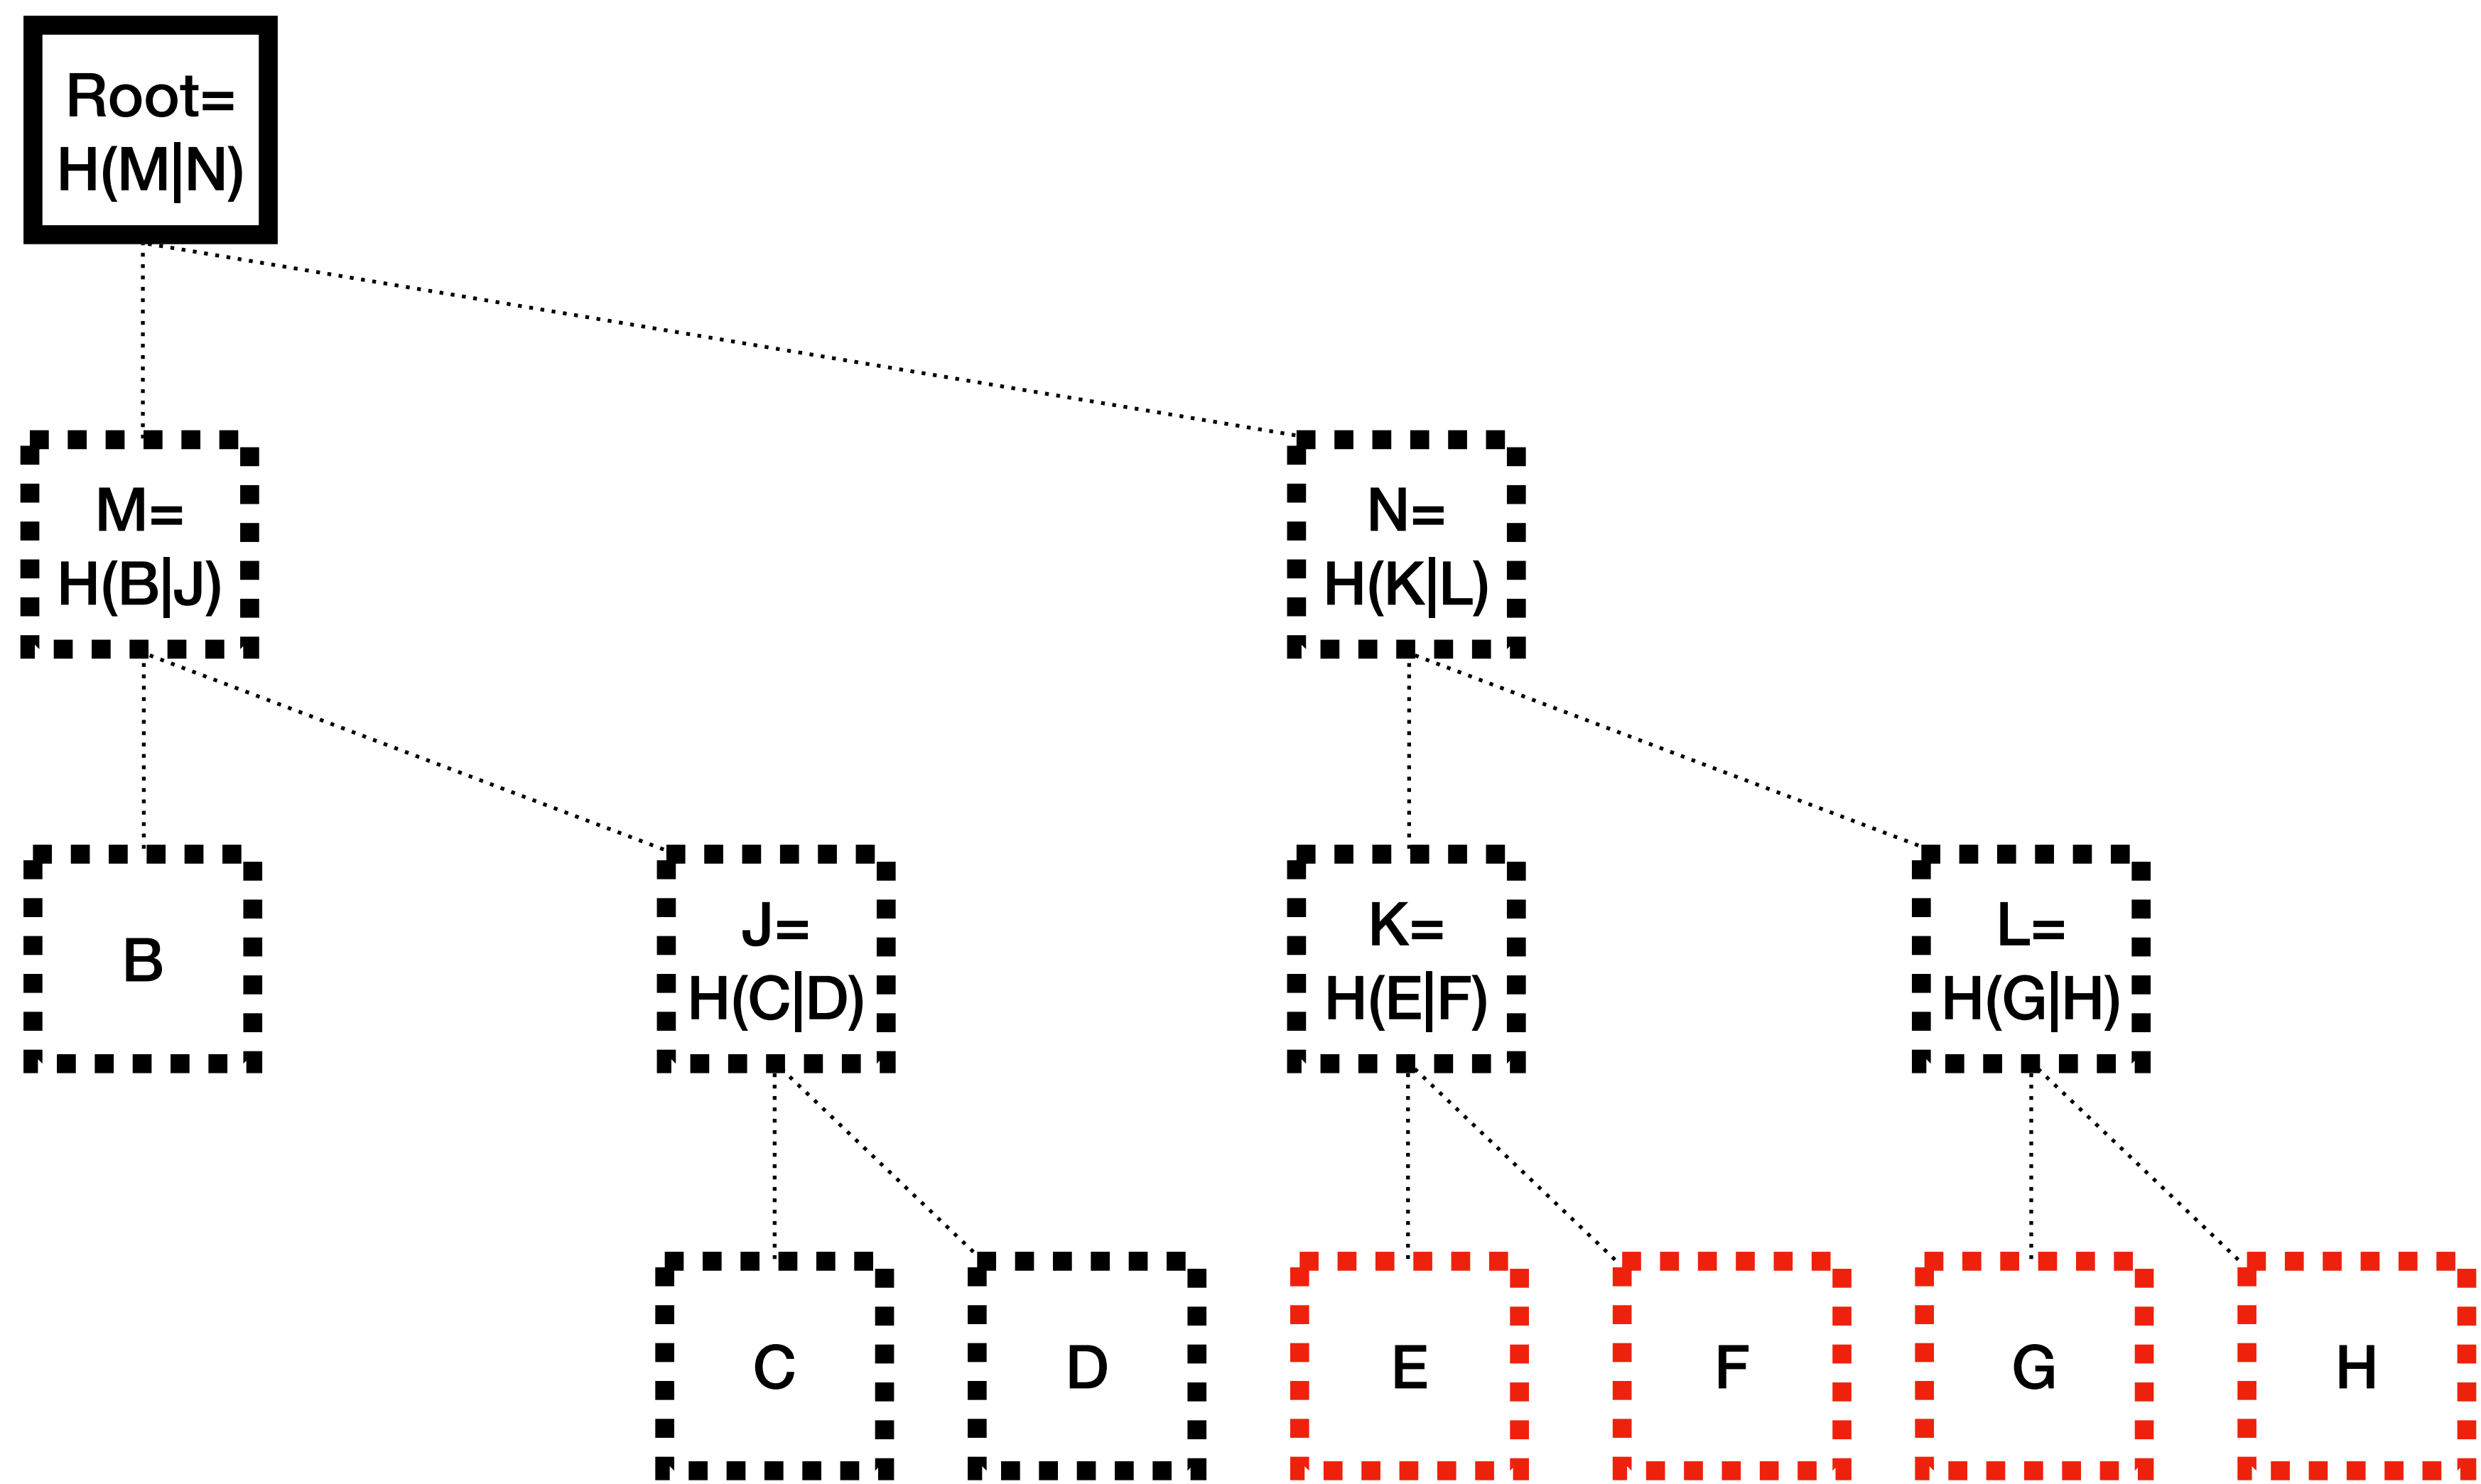 Root=
H(M|N)
M=
H(B|J)
N=
H(K|L)
B
J=
H(C|D)
K=
H(E|F)
L=
H(G|H)
C
D
E
F
G
H